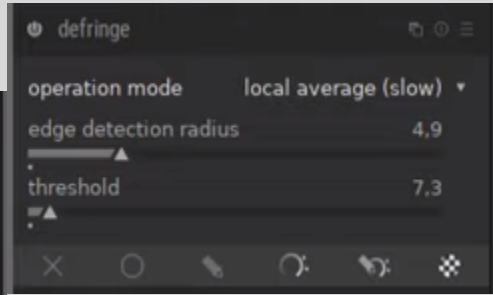 defringe
operation mode local average (slow)
edge detection radius 4,9
threshold 7,3